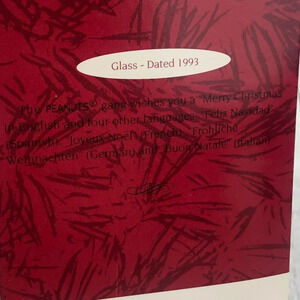 Glass - Dated 1993
The PEANUTS® gang wishes you a "Merry Christmas"
in English and four other languages: "Feliz Navidad"
(Spanish), "Joyeux Noël" (French), "Fröhliche
Weihnachten" (German) and "Buon Natale" (Italian).